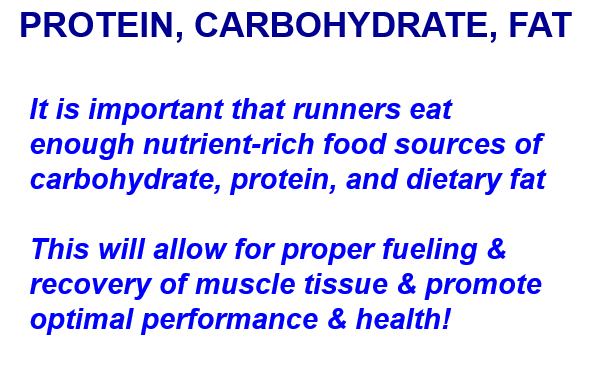 PROTEIN, CARBOHYDRATE, FAT
It is important that runners eat
enough nutrient-rich food sources of
carbohydrate, protein, and dietary fat
This will allow for proper fueling &
recovery of muscle tissue & promote
optimal performance & health!